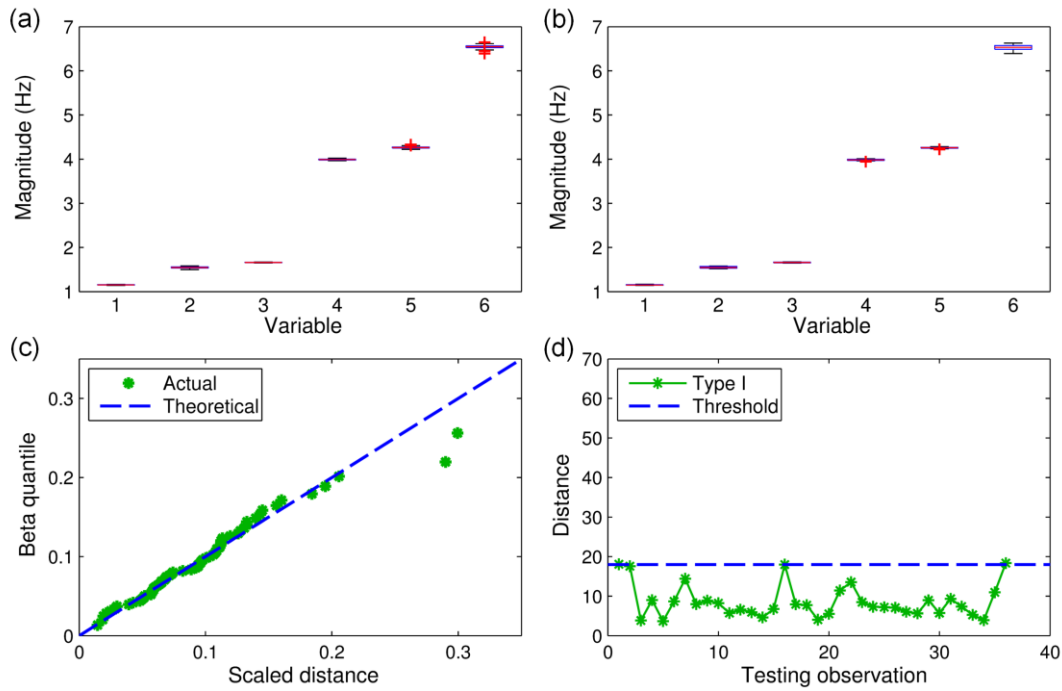 (a)
7
6
5
4
3
2
1
Magnitude (Hz)
1 2 3 4 5 6
Variable
(b)
7
6
5
4
3
2
1
Magnitude (Hz)
1 2 3 4 5 6
Variable
(c)
Actual
Theoretical
0.3
0.2
0.1
0
Beta quantile
0 0.1 0.2 0.3
Scaled distance
(d)
Type I
Threshold
70
60
50
40
30
20
10
0
Distance
0 10 20 30 40
Testing observation